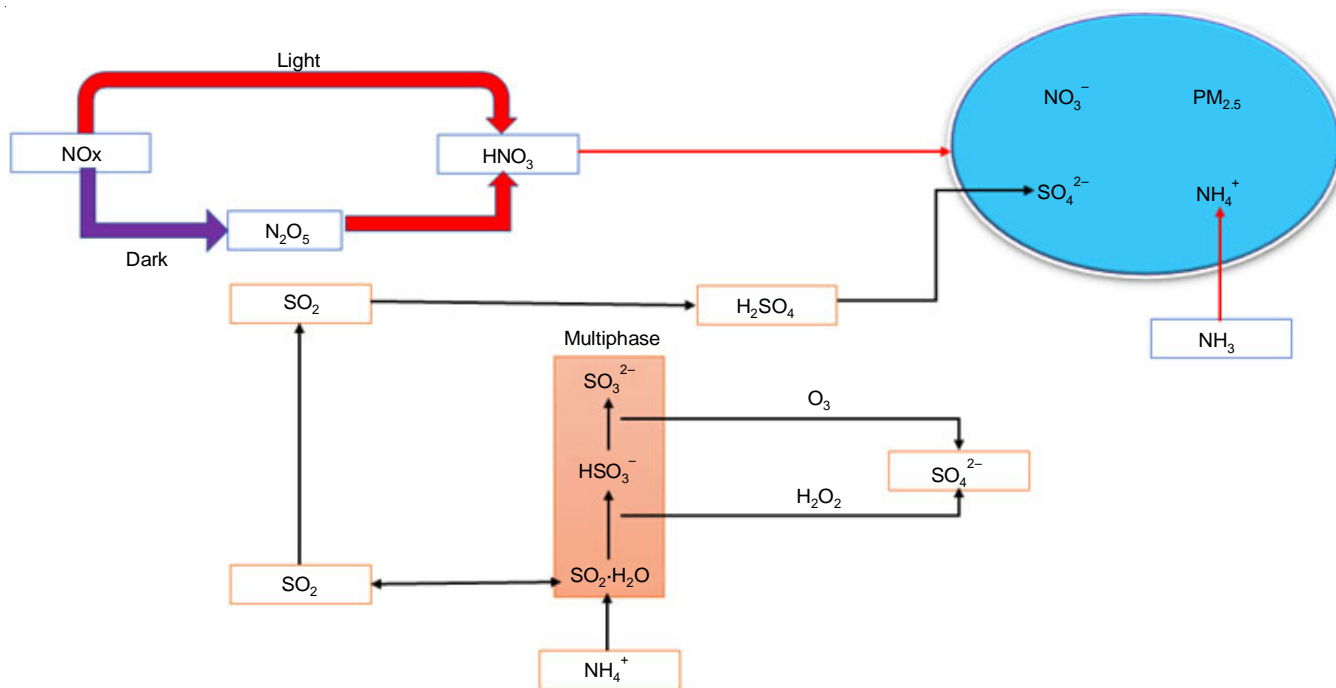 Light
NOx
HNO₃
NO₃⁻
PM₂.₅
SO₄²⁻
NH₄⁺
N₂O₅
Dark
SO₂
H₂SO₄
NH₃
Multiphase
SO₃²⁻
O₃
HSO₃⁻
SO₄²⁻
H₂O₂
SO₂
SO₂·H₂O
NH₄⁺